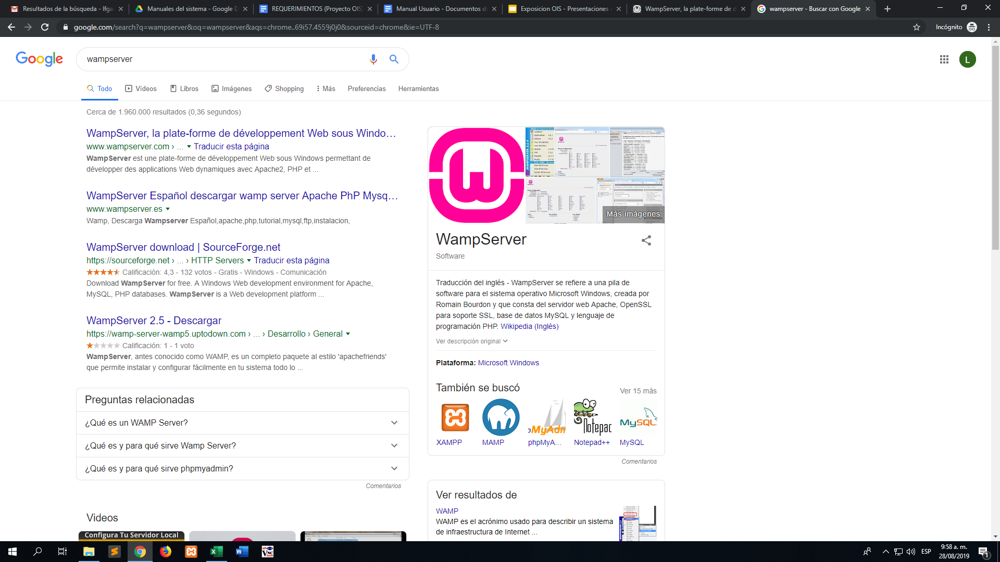 Resultados de la búsqueda - lfga
Manuales del sistema - Google D
REQUERIMIENTOS (Proyecto OIS)
Manual Usuario - Documentos de
Exposicion OIS - Presentaciones
WampServer, la plate-forme de d
wampserver - Buscar con Google
google.com/search?q=wampserver&oq=wampserver&aqs=chrome..69i57.4559j0j0&sourceid=chrome&ie=UTF-8
Incógnito
Google
wampserver
L
Todo Vídeos Libros Imágenes Shopping Más Preferencias Herramientas
Cerca de 1.960.000 resultados (0,36 segundos)
WampServer, la plate-forme de développement Web sous Windo...
www.wampserver.com › ... Traducir esta página
WampServer est une plate-forme de développement Web sous Windows permettant de
développer des applications Web dynamiques avec Apache2, PHP et ...
WampServer Español descargar wamp server Apache PhP Mysq...
www.wampserver.es
Wamp, Descarga Wampserver Español,apache,php,tutorial,mysql,ftp,instalacion,
WampServer download | SourceForge.net
https://sourceforge.net › ... › HTTP Servers Traducir esta página
Calificación: 4,3 - 132 votos - Gratis - Windows - Comunicación
Download WampServer for free. A Windows Web development environment for Apache,
MySQL, PHP databases. WampServer is a Web development platform ...
WampServer 2.5 - Descargar
https://wamp-server-wamp5.uptodown.com › ... › Desarrollo › General
Calificación: 1 - 1 voto
WampServer, antes conocido como WAMP, es un completo paquete al estilo 'apachefriends'
que permite instalar y configurar fácilmente en tu sistema todo lo ...
Preguntas relacionadas
¿Qué es un WAMP Server?
¿Qué es y para qué sirve Wamp Server?
¿Qué es y para qué sirve phpmyadmin?
Comentarios
Videos
Configura Tu Servidor Local
Más imágenes
WampServer
Software
Traducción del inglés - WampServer se refiere a una pila de
software para el sistema operativo Microsoft Windows, creada por
Romain Bourdon y que consta del servidor web Apache, OpenSSL
para soporte SSL, base de datos MySQL y lenguaje de
programación PHP. Wikipedia (Inglés)
Ver descripción original
Plataforma: Microsoft Windows
También se buscó
Ver 15 más
MyAdm
Notepad
MySQL
XAMPP MAMP phpMyA... Notepad++ MySQL
Comentarios
Ver resultados de
WAMP
WAMP es el acrónimo usado para describir un sistema
de infraestructura de Internet ...
VNC
ESP
9:58 a. m.
28/08/2019
1